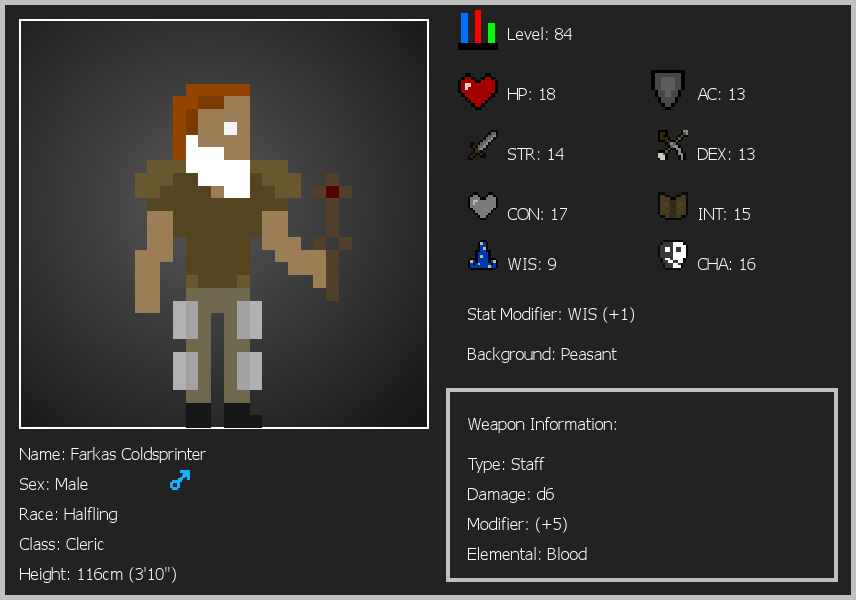 Level: 84
HP: 18
AC: 13
STR: 14
DEX: 13
CON: 17
INT: 15
WIS: 9
CHA: 16
Stat Modifier: WIS (+1)
Background: Peasant
Weapon Information:
Type: Staff
Damage: d6
Modifier: (+5)
Elemental: Blood
Name: Farkas Coldsprinter
Sex: Male
Race: Halfling
Class: Cleric
Height: 116cm (3'10")